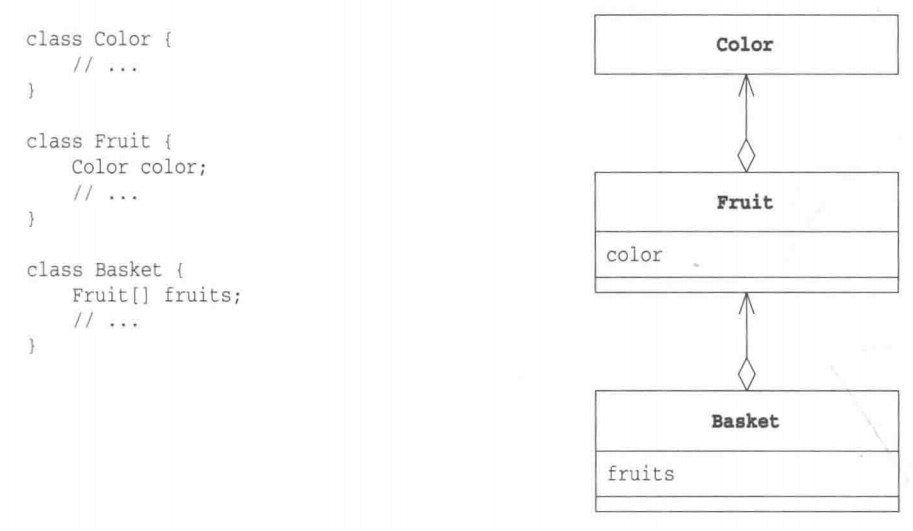 class Color {
    // ...
}
class Fruit {
    Color color;
    // ...
}
class Basket {
    Fruit[] fruits;
    // ...
}
Color
Fruit
color
Basket
fruits